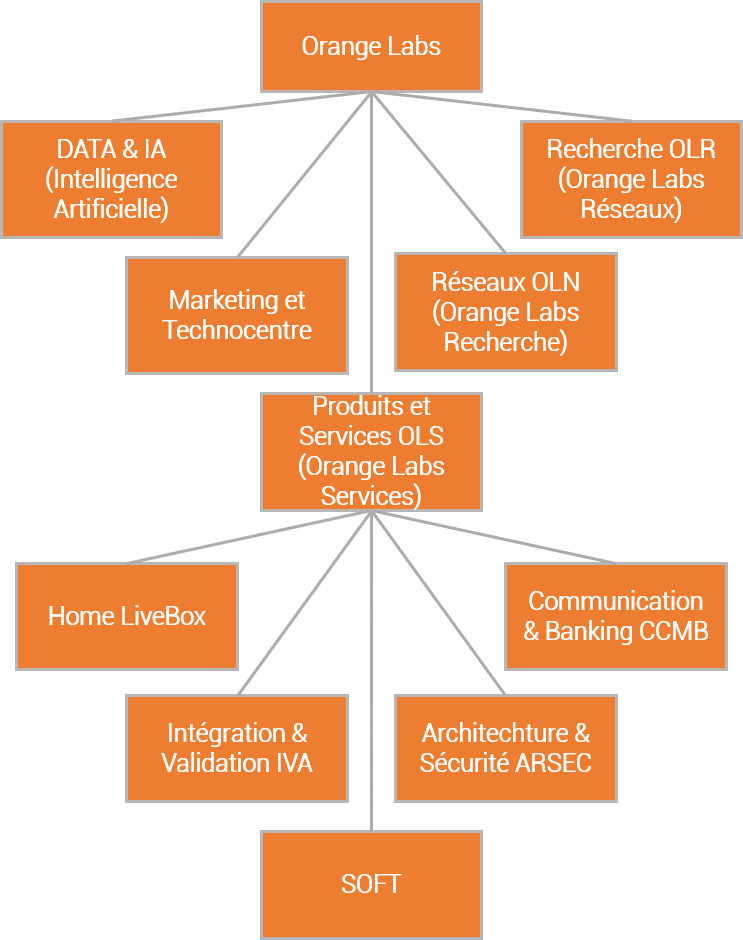 Orange Labs
DATA & IA
(Intelligence
Artificielle)
Recherche OLR
(Orange Labs
Réseaux)
Marketing et
Technocentre
Réseaux OLN
(Orange Labs
Recherche)
Produits et
Services OLS
(Orange Labs
Services)
Home LiveBox
Communication
& Banking CCMB
Intégration &
Validation IVA
Architechture &
Sécurité ARSEC
SOFT